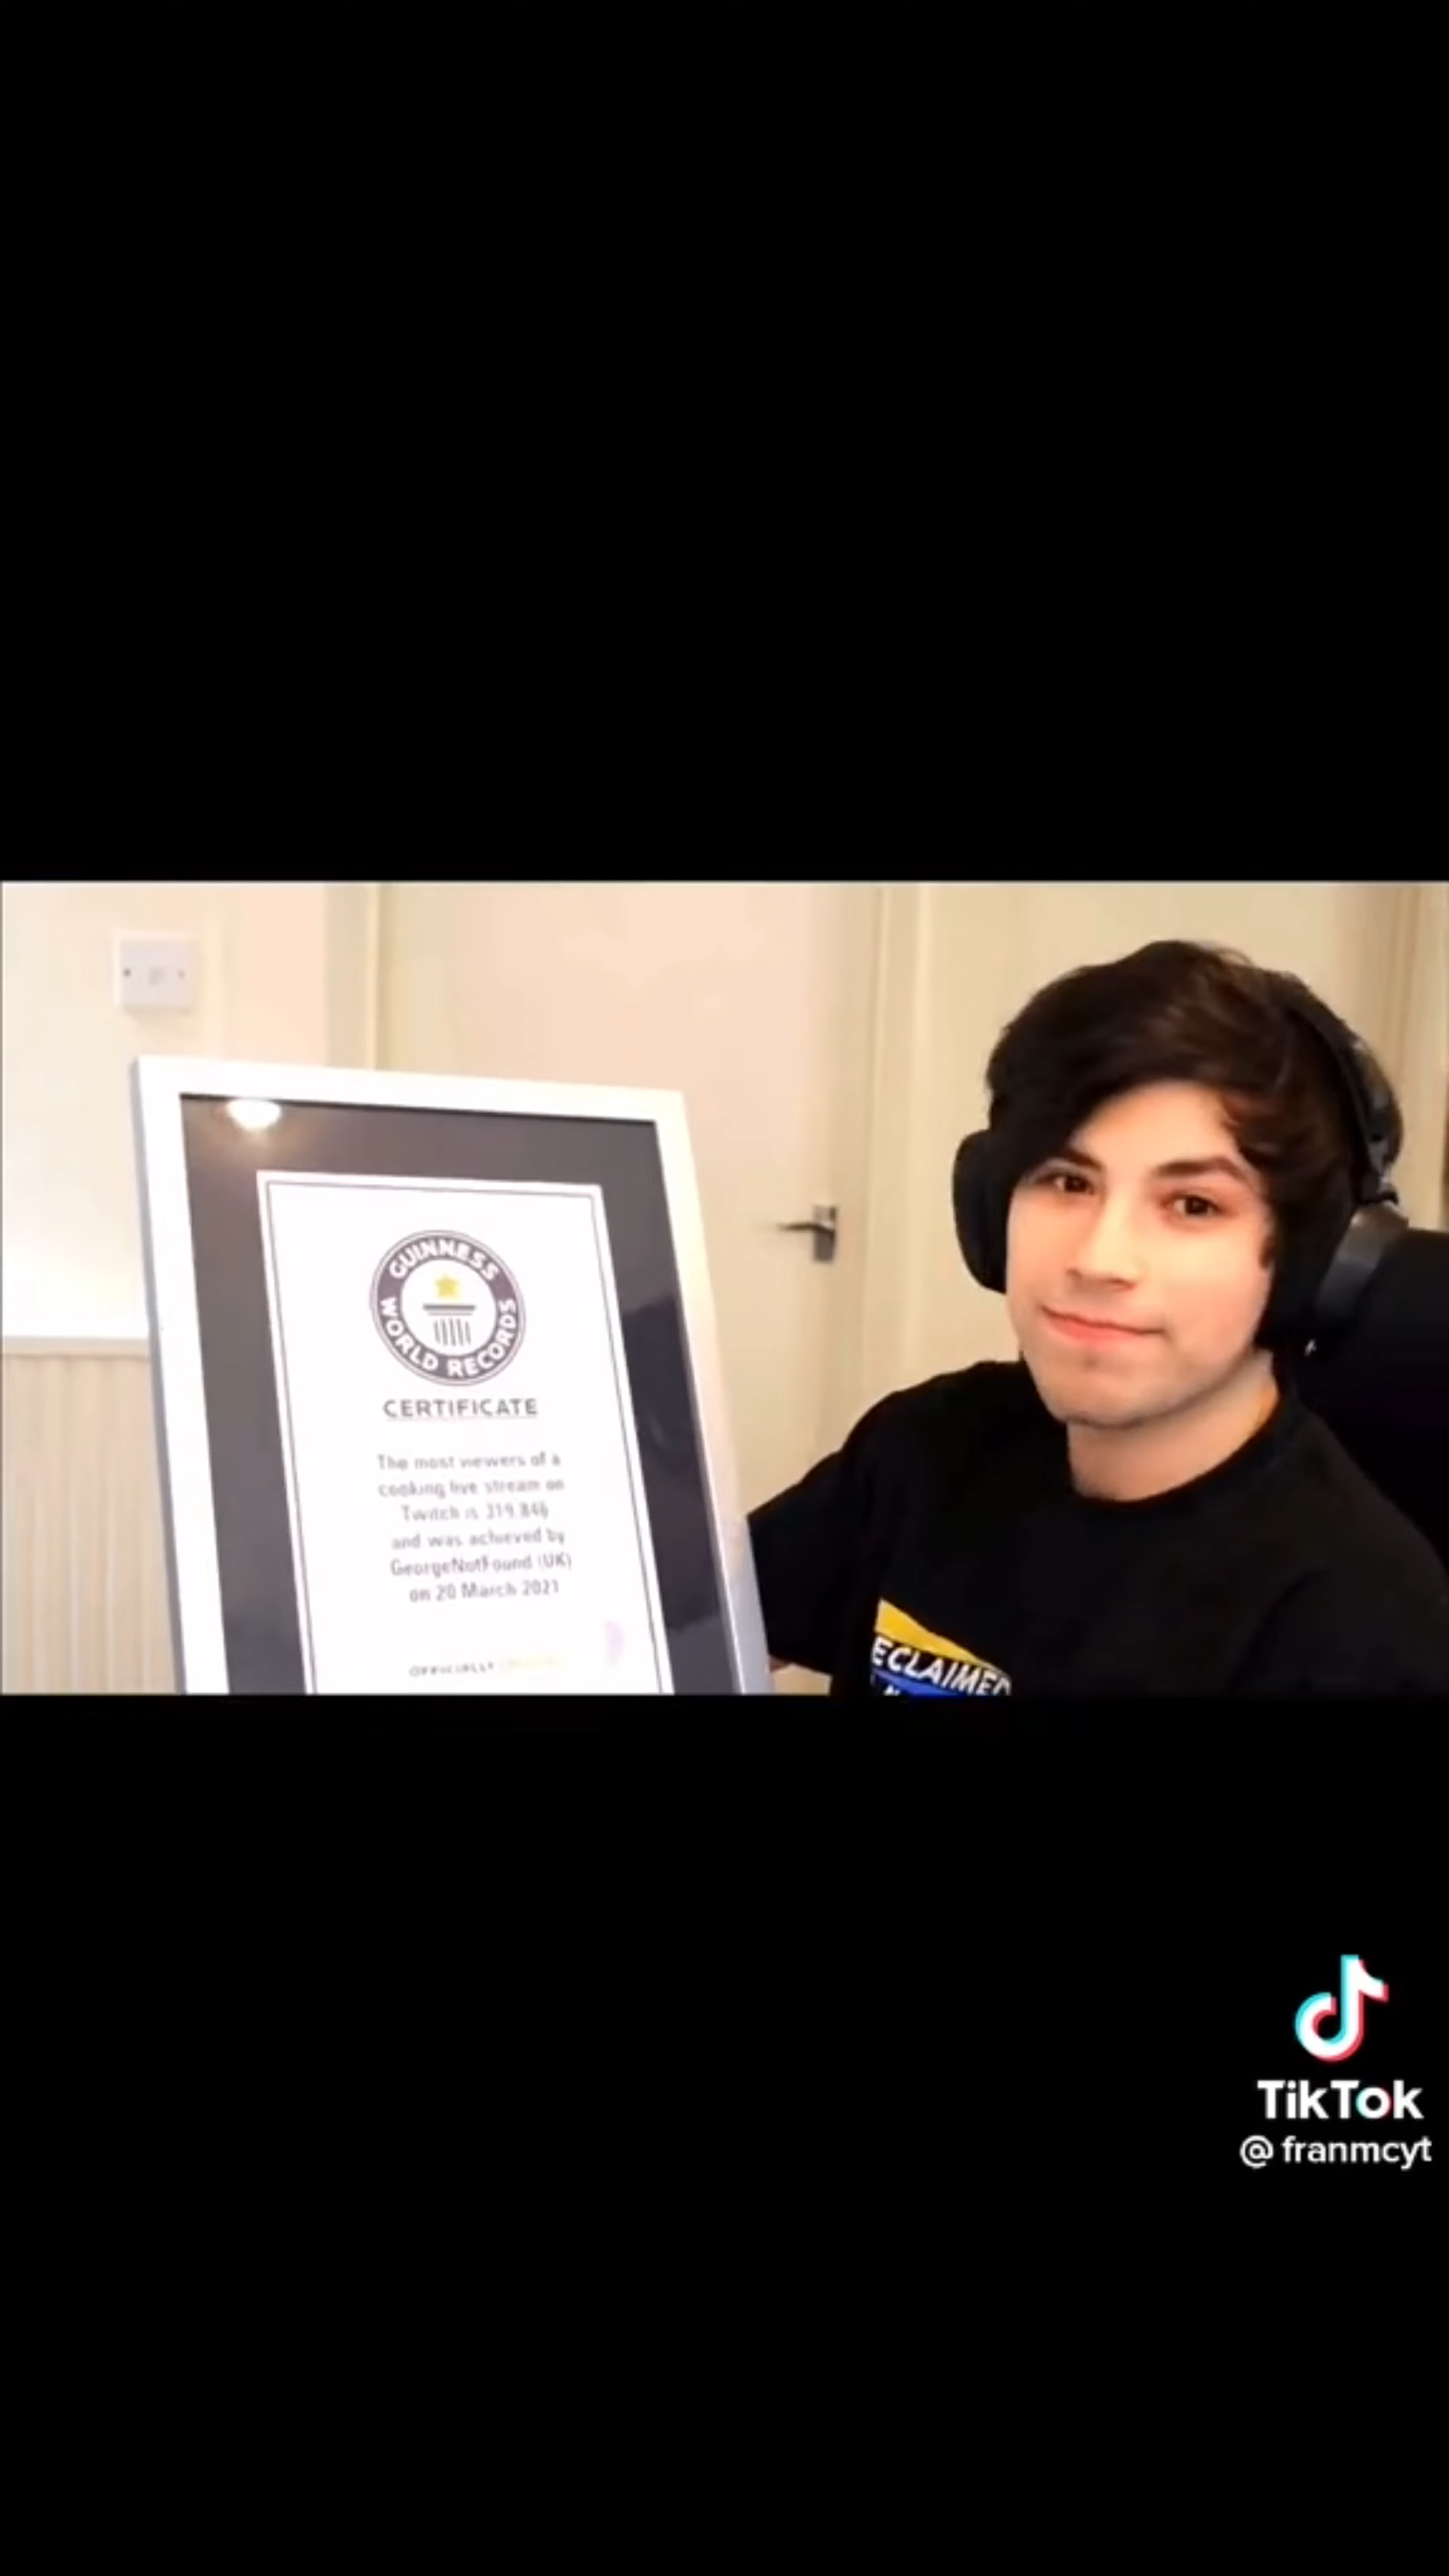 GUINNESS
WORLD RECORDS
CERTIFICATE
The most viewers of a
cooking live stream on
Twitch is 319,846
and was achieved by
GeorgeNotFound (UK)
on 20 March 2021
OFFICIALLY
ECLAIMED
TikTok
@franmcyt